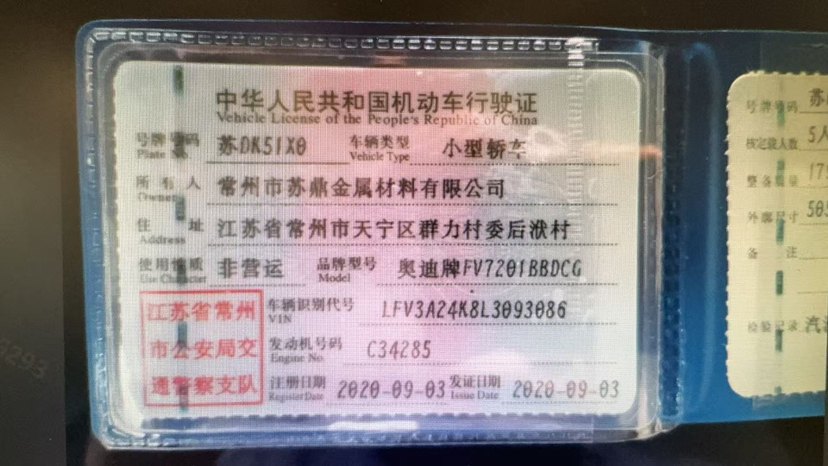 中华人民共和国机动车行驶证
Vehicle License of the People's Republic of China
号牌号码 苏DK51X0 车辆类型 小型轿车
Plate No. Vehicle Type
所有人 常州市苏鼎金属材料有限公司
Owner
住址 江苏省常州市天宁区群力村委后洑村
Address
使用性质 非营运 品牌型号 奥迪牌FV7201BBDCG
Use Character Model
江苏省常州
市公安局交
通警察支队
车辆识别代号 LFV3A24K8L3093086
VIN
发动机号码 C34285
Engine No.
注册日期 2020-09-03 发证日期 2020-09-03
Register Date Issue Date
号牌号码 苏
核定载人数 5人
整备质量 17
外廓尺寸 50
备注
检验记录 汽